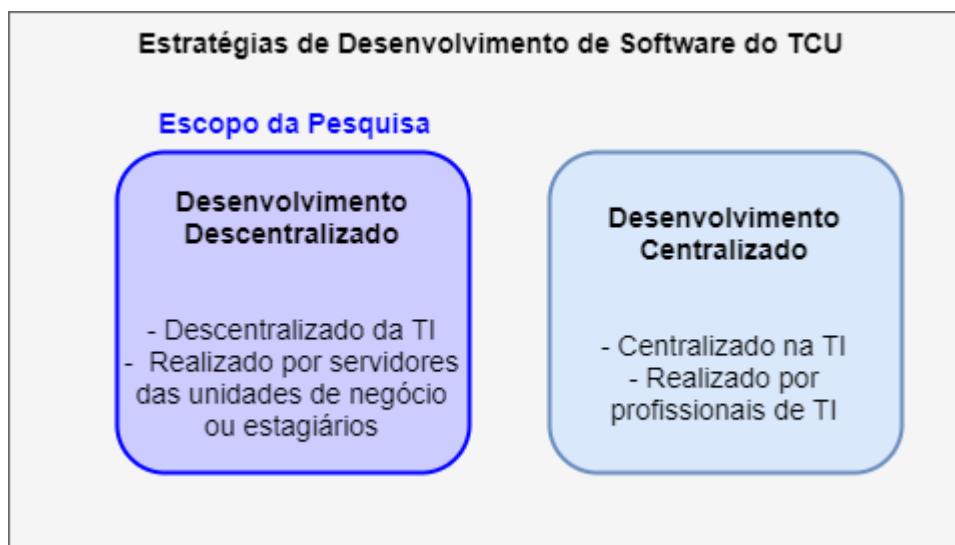 Estratégias de Desenvolvimento de Software do TCU
Escopo da Pesquisa
Desenvolvimento
Descentralizado
- Descentralizado da TI
- Realizado por servidores
das unidades de negócio
ou estagiários
Desenvolvimento
Centralizado
- Centralizado na TI
- Realizado por
profissionais de TI